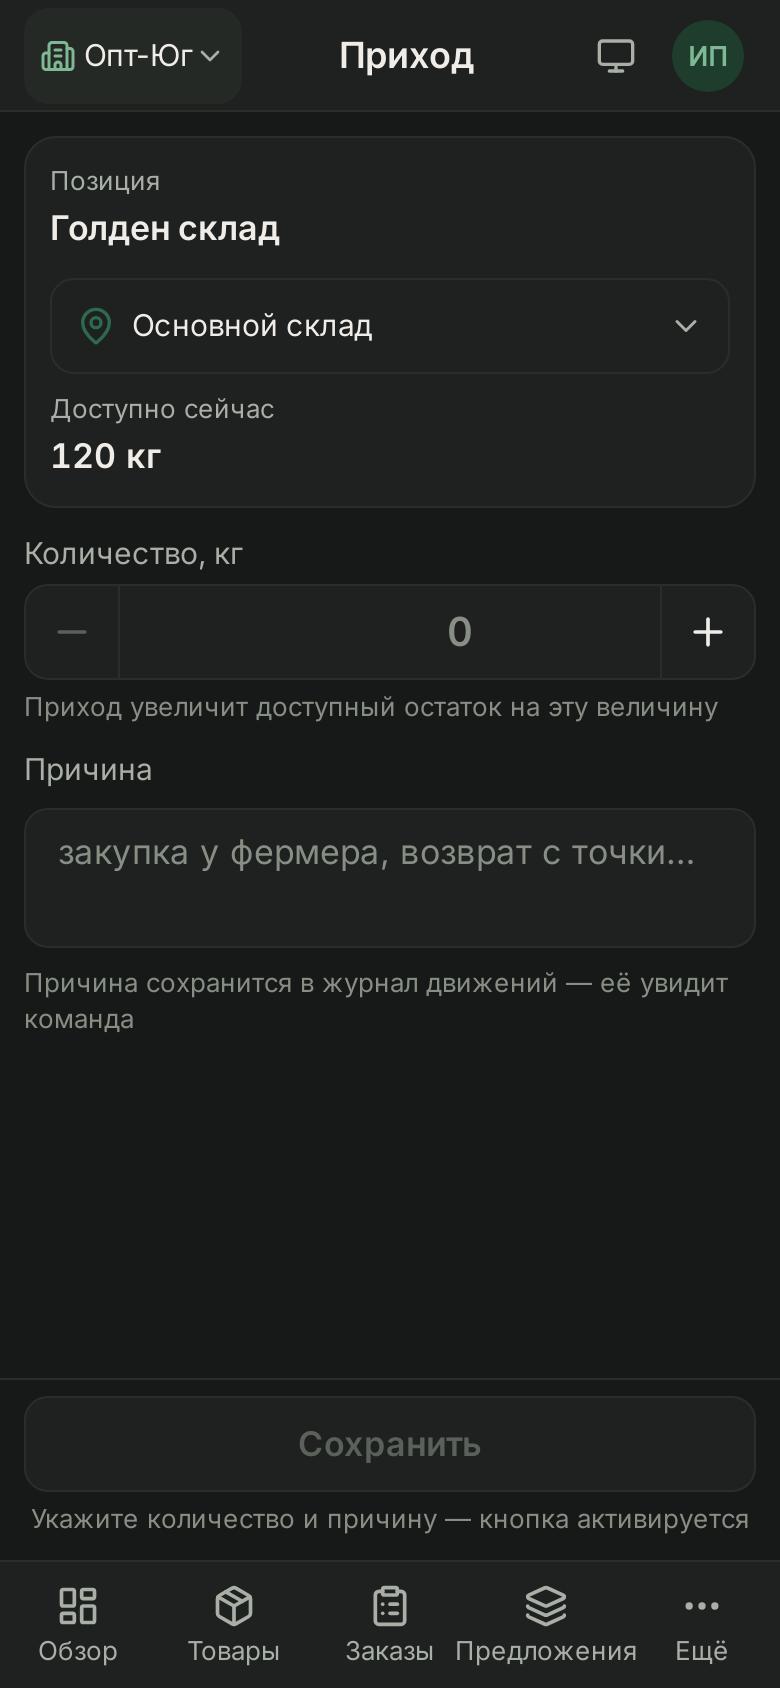 Опт-Юг
Приход
ИП
Позиция
Голден склад
Основной склад
Доступно сейчас
120 кг
Количество, кг
0
Приход увеличит доступный остаток на эту величину
Причина
закупка у фермера, возврат с точки...
Причина сохранится в журнал движений — её увидит
команда
Сохранить
Укажите количество и причину — кнопка активируется
Обзор
Товары
Заказы
Предложения
Ещё